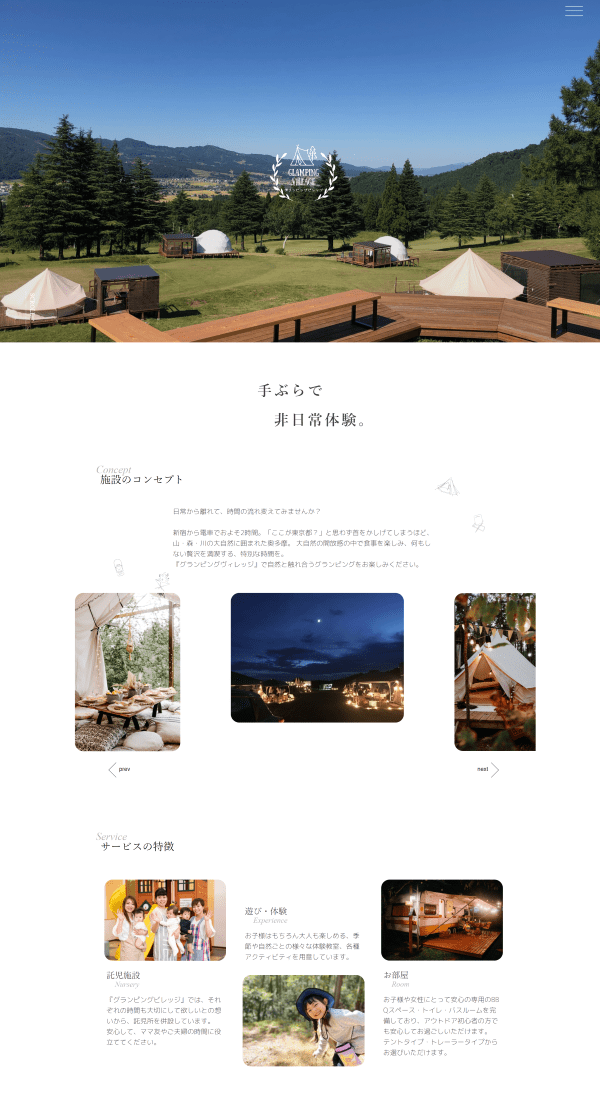 GLAMPING
VILLAGE
グランピングビレッジ
手ぶらで
非日常体験。
Concept
施設のコンセプト
日常から離れて、時間の流れ変えてみませんか？
新宿から電車でおよそ2時間。「ここが東京都？」と思わず首をかしげてしまうほど、
山・森・川の大自然に囲まれた奥多摩。 大自然の開放感の中で食事を楽しみ、何もし
ない贅沢を満喫する、特別な時間を。
『グランピングヴィレッジ』で自然と触れ合うグランピングをお楽しみください。
prev
next
Service
サービスの特徴
託児施設
Nursery
『グランピングビレッジ』では、それ
ぞれの時間も大切にして欲しいとの想
いから、託児所を併設しています。
安心して、ママ友やご夫婦の時間に役
立ててください。
遊び・体験
Experience
お子様はもちろん大人も楽しめる、季
節や自然ごとの様々な体験教室、各種
アクティビティを用意しています。
お部屋
Room
お子様や女性にとって安心の専用のBB
Qスペース・トイレ・バスルームを完
備しており、アウトドア初心者の方で
も安心してお過ごしいただけます。
テントタイプ・トレーラータイプから
お選びいただけます。